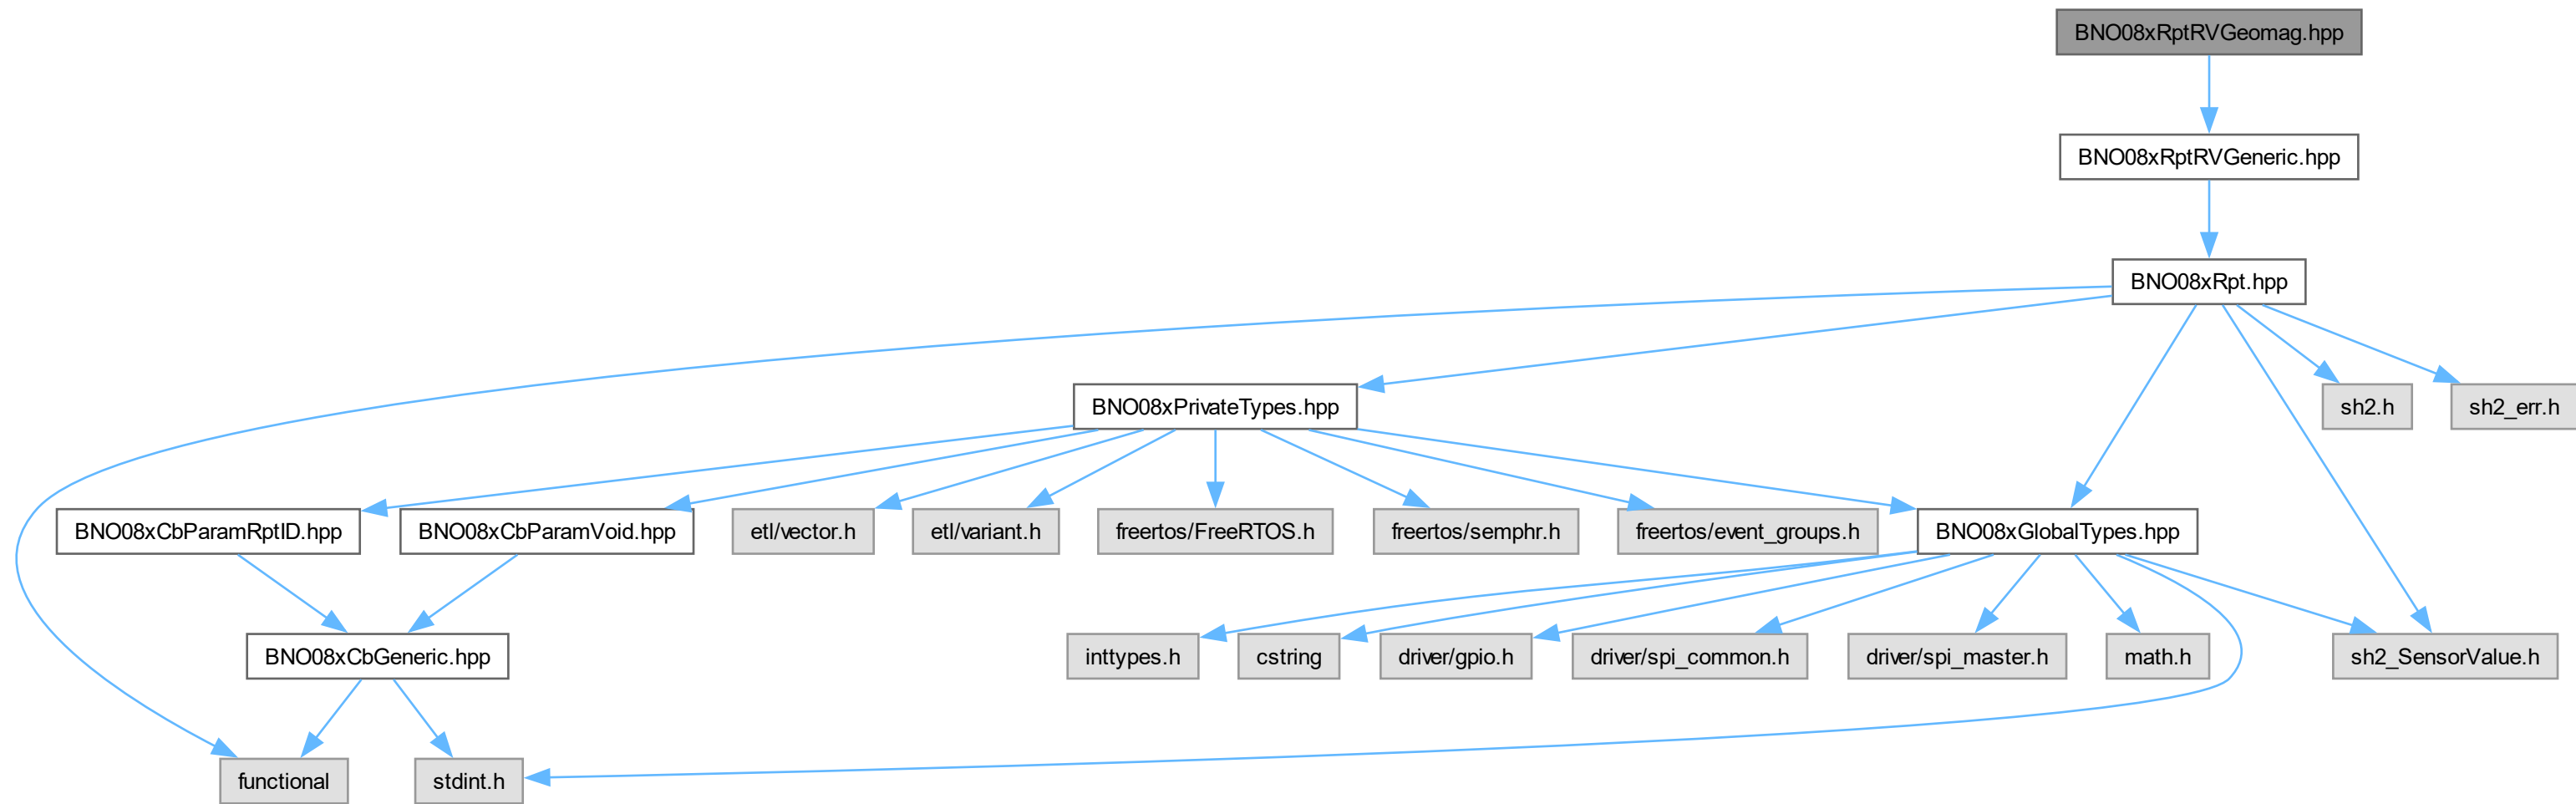 BNO08xRptRVGeomag.hpp
BNO08xRptRVGeneric.hpp
BNO08xRpt.hpp
BNO08xPrivateTypes.hpp
sh2.h
sh2_err.h
BNO08xCbParamRptID.hpp
BNO08xCbParamVoid.hpp
etl/vector.h
etl/variant.h
freertos/FreeRTOS.h
freertos/semphr.h
freertos/event_groups.h
BNO08xGlobalTypes.hpp
BNO08xCbGeneric.hpp
inttypes.h
cstring
driver/gpio.h
driver/spi_common.h
driver/spi_master.h
math.h
sh2_SensorValue.h
functional
stdint.h